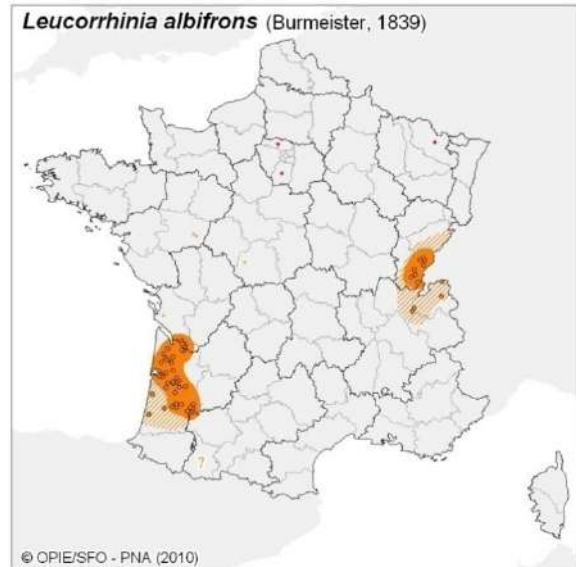 Leucorrhinia albifrons (Burmeister, 1839)
?
© OPIE/SFO - PNA (2010)